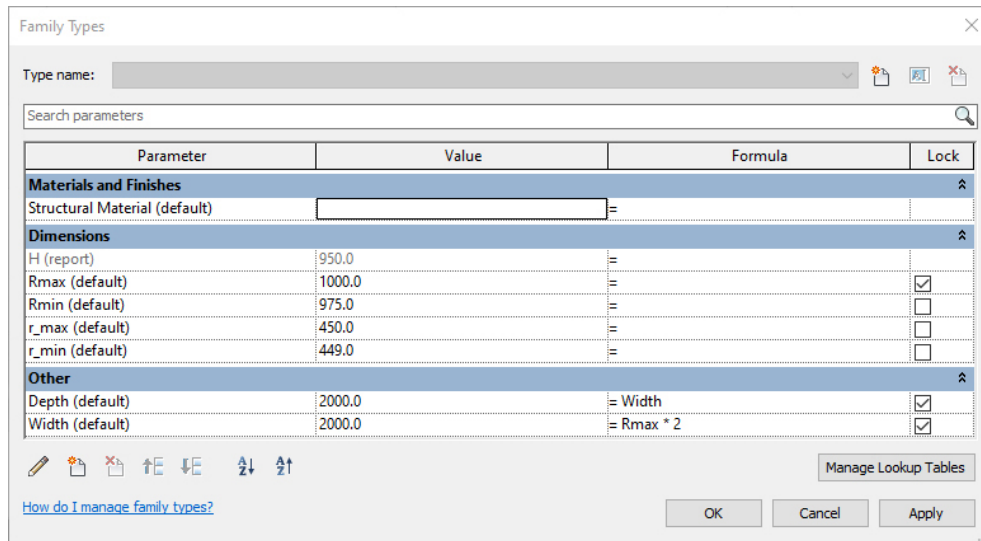 Family Types
Type name:
Search parameters
Parameter Value Formula Lock
Materials and Finishes
Structural Material (default) =
Dimensions
H (report) 950.0 =
Rmax (default) 1000.0 =
Rmin (default) 975.0 =
r_max (default) 450.0 =
r_min (default) 449.0 =
Other
Depth (default) 2000.0 = Width
Width (default) 2000.0 = Rmax * 2
Manage Lookup Tables
How do I manage family types?
OK Cancel Apply